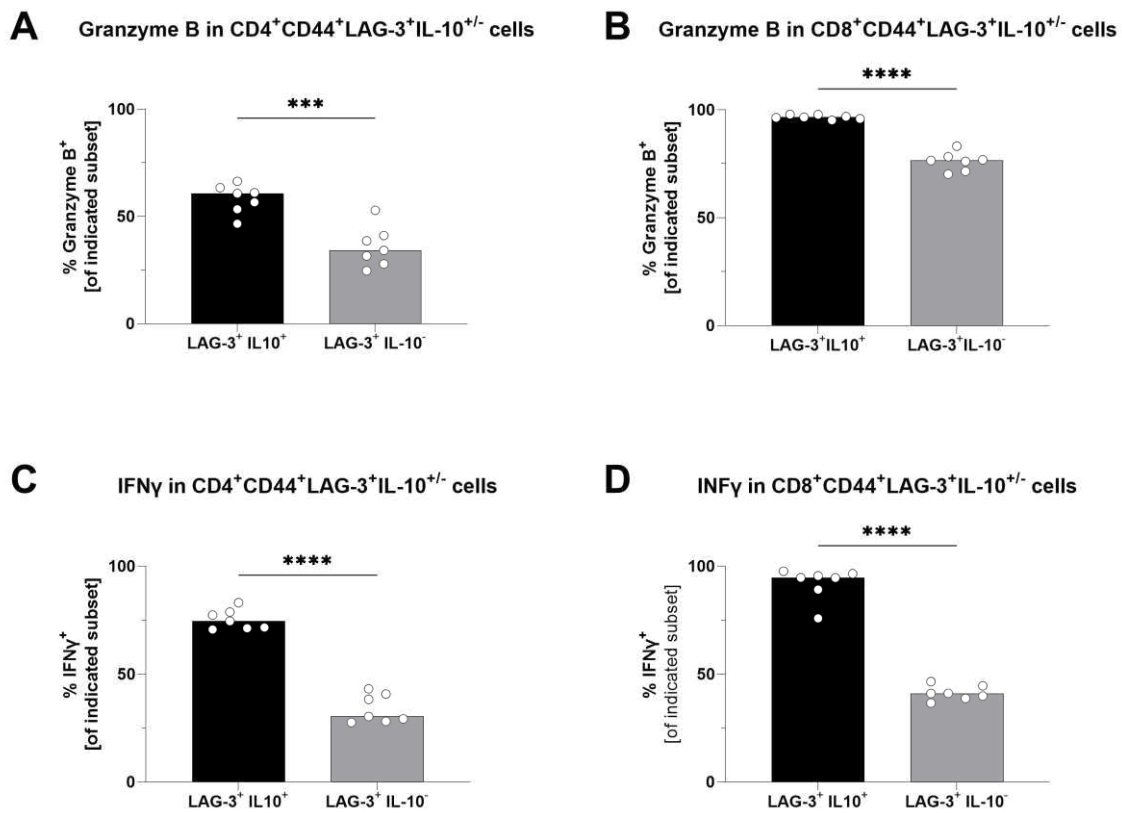 A
Granzyme B in CD4⁺CD44⁺LAG-3⁺IL-10⁺/⁻ cells
% Granzyme B⁺
[of indicated subset]
100
50
0
***
LAG-3⁺ IL10⁺
LAG-3⁺ IL-10⁻
B
Granzyme B in CD8⁺CD44⁺LAG-3⁺IL-10⁺/⁻ cells
% Granzyme B⁺
[of indicated subset]
100
50
0
****
LAG-3⁺IL10⁺
LAG-3⁺IL-10⁻
C
IFNγ in CD4⁺CD44⁺LAG-3⁺IL-10⁺/⁻ cells
% IFNγ⁺
[of indicated subset]
100
50
0
****
LAG-3⁺ IL10⁺
LAG-3⁺ IL-10⁻
D
INFγ in CD8⁺CD44⁺LAG-3⁺IL-10⁺/⁻ cells
% IFNγ⁺
[of indicated subset]
100
50
0
****
LAG-3⁺ IL10⁺
LAG-3⁺ IL-10⁻